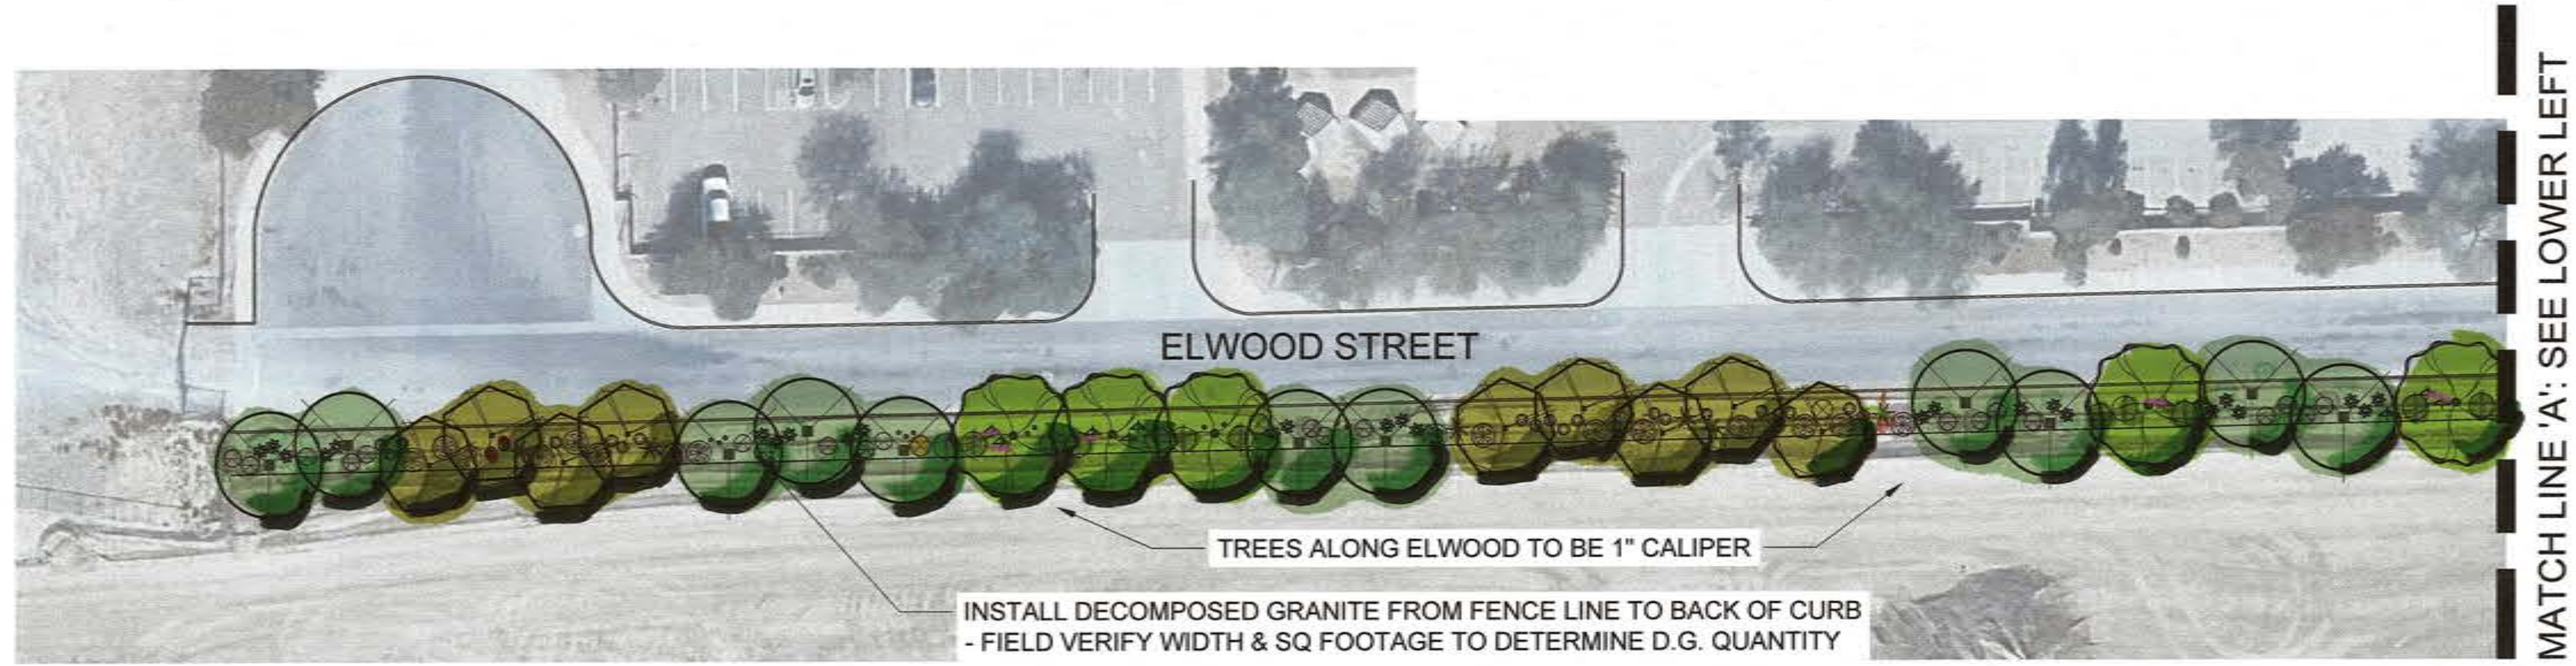 ELWOOD STREET
TREES ALONG ELWOOD TO BE 1" CALIPER
INSTALL DECOMPOSED GRANITE FROM FENCE LINE TO BACK OF CURB
- FIELD VERIFY WIDTH & SQ FOOTAGE TO DETERMINE D.G. QUANTITY
MATCH LINE 'A': SEE LOWER LEFT